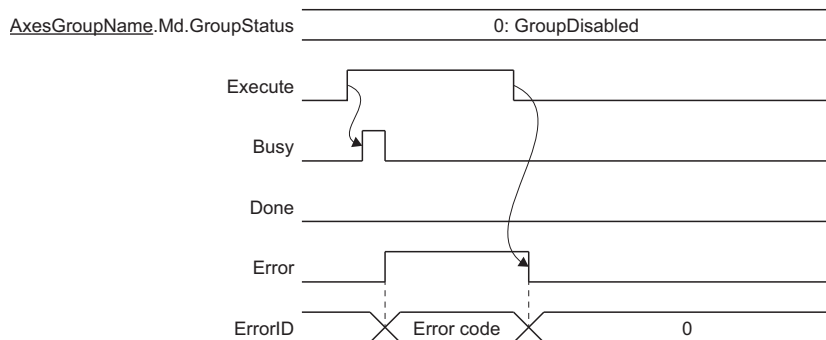 AxesGroupName.Md.GroupStatus 0: GroupDisabled
Execute
Busy
Done
Error
ErrorID Error code 0